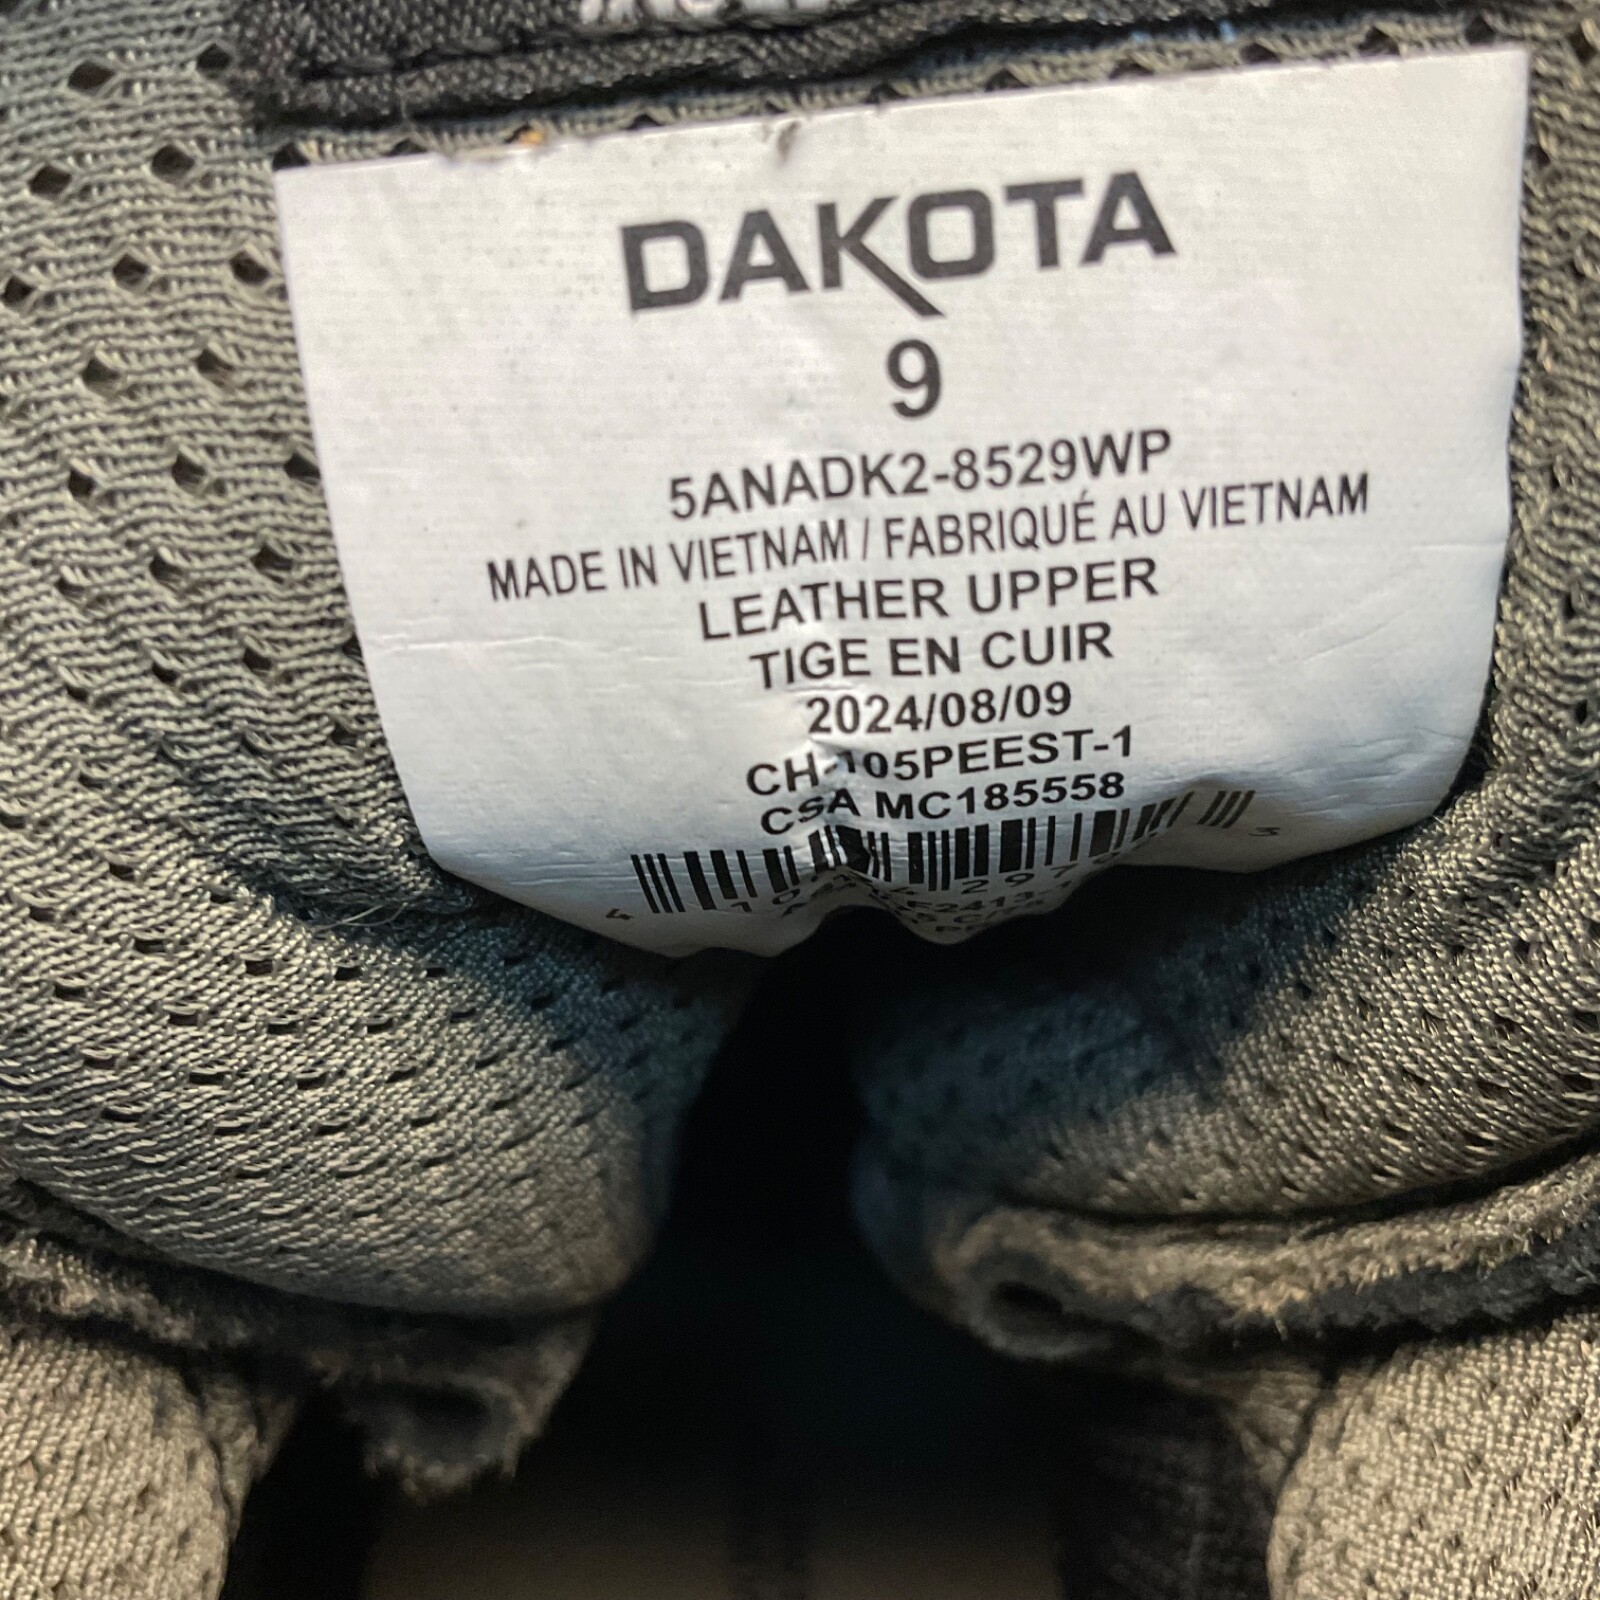 DAKOTA
9
5ANADK2-8529WP
MADE IN VIETNAM / FABRIQUÉ AU VIETNAM
LEATHER UPPER
TIGE EN CUIR
2024/08/09
CH-105PEEST-1
CSA MC185558